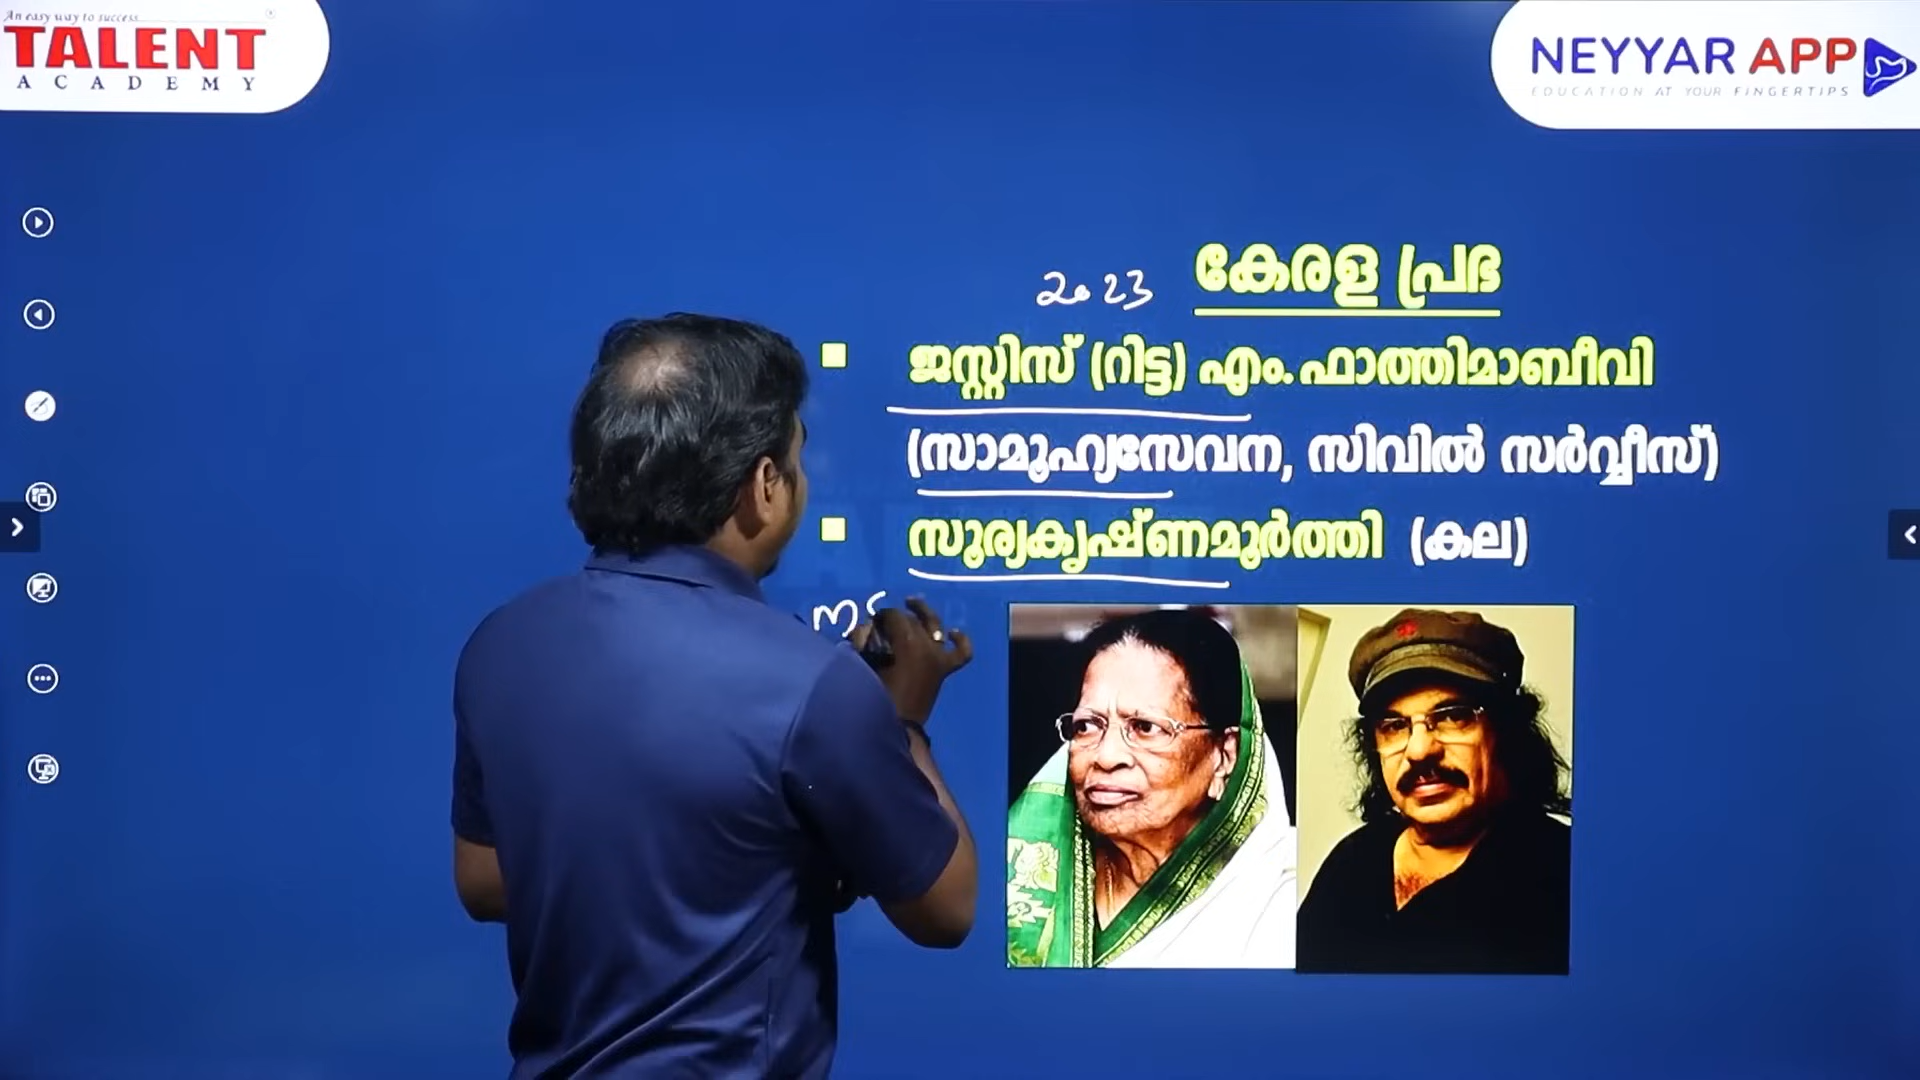 An easy way to success
TALENT
ACADEMY
NEYYAR APP
EDUCATION AT YOUR FINGERTIPS
2023 കേരള പ്രഭ
ജസ്റ്റിസ് (റിട്ട) എം.ഫാത്തിമാബീവി
(സാമൂഹ്യസേവന, സിവിൽ സർവ്വീസ്)
സൂര്യകൃഷ്ണമൂർത്തി (കല)